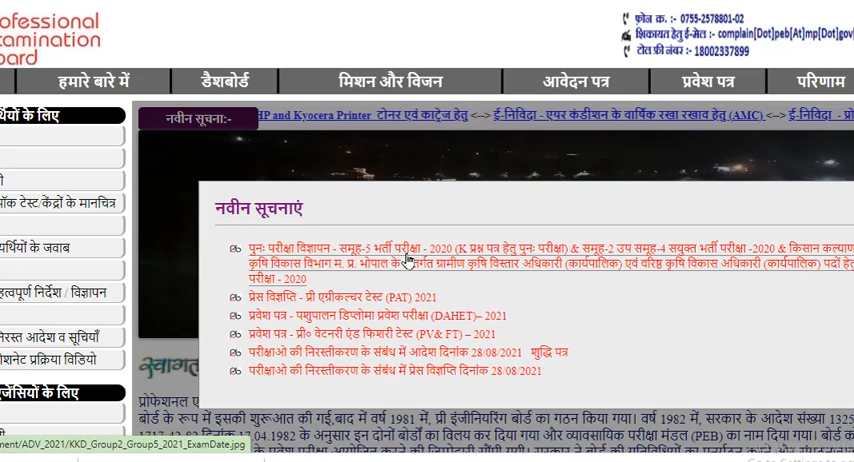 ofessional
amination
ard
फ़ोन क्र. :- 0755-2578801-02
शिकायत हेतु ई-मेल :- complain[Dot]peb[At]mp[Dot]gov
टोल फ्री नंबर :- 18002337899
हमारे बारे में
डैशबोर्ड
मिशन और विजन
आवेदन पत्र
प्रवेश पत्र
परिणाम
र्थियों के लिए
नवीन सूचना:-
HP and Kyocera Printer टोनर एवं काट्रेज हेतु <--> ई-निविदा - एयर कंडीशन के वार्षिक रखा रखाव हेतु (AMC) <--> ई-निविदा - प्रो
ॉक टेस्ट/केंद्रों के मानचित्र
यर्थियों के जवाब
हत्वपूर्ण निर्देश / विज्ञापन
निरस्त आदेश व सूचियाँ
शनेट प्रक्रिया विडियो
जेंसियों के लिए
नवीन सूचनाएं
पुनः परीक्षा विज्ञापन - समूह-5 भर्ती परीक्षा - 2020 (K प्रश्न पत्र हेतु पुनः परीक्षा) & समूह-2 उप समूह-4 सयुक्त भर्ती परीक्षा -2020 & किसान कल्याण
कृषि विकास विभाग म. प्र. भोपाल के अंतर्गत ग्रामीण कृषि विस्तार अधिकारी (कार्यपालिक) एवं वरिष्ठ कृषि विकास अधिकारी (कार्यपालिक) पदों हेतु
परीक्षा - 2020
प्रेस विज्ञप्ति - प्री एग्रीकल्चर टेस्ट (PAT) 2021
प्रवेश पत्र - पशुपालन डिप्लोमा प्रवेश परीक्षा (DAHET)– 2021
प्रवेश पत्र - प्री० वेटनरी एंड फिशरी टेस्ट (PV& FT) – 2021
परीक्षाओ की निरस्तीकरण के संबंध में आदेश दिनांक 28/08/2021 शुद्धि पत्र
परीक्षाओ की निरस्तीकरण के संबंध में प्रेस विज्ञप्ति दिनांक 28/08/2021
स्वागत
प्रोफेशनल ए
बोर्ड के रूप में इसकी शुरूआत की गई,बाद में वर्ष 1981 में, प्री इंजीनियरिंग बोर्ड का गठन किया गया। वर्ष 1982 में, सरकार के आदेश संख्या 1325
17.04.1982 के अनुसार इन दोनों बोर्डों का विलय कर दिया गया और व्यावसायिक परीक्षा मंडल (PEB) का नाम दिया गया। बोर्ड
ment/ADV_2021/KKD_Group2_Group5_2021_ExamDate.jpg